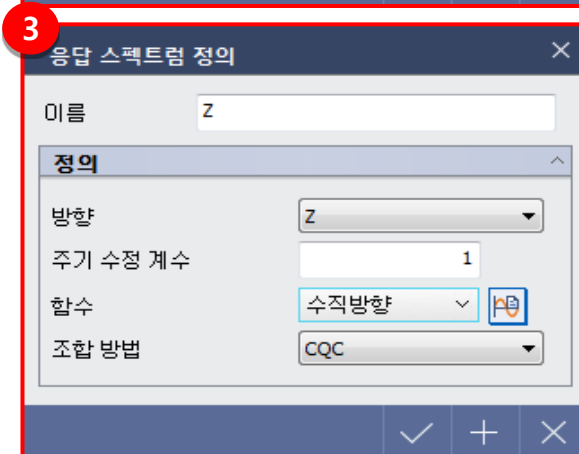 3
응답 스펙트럼 정의
이름 Z
정의
방향 Z
주기 수정 계수 1
함수 수직방향
조합 방법 CQC